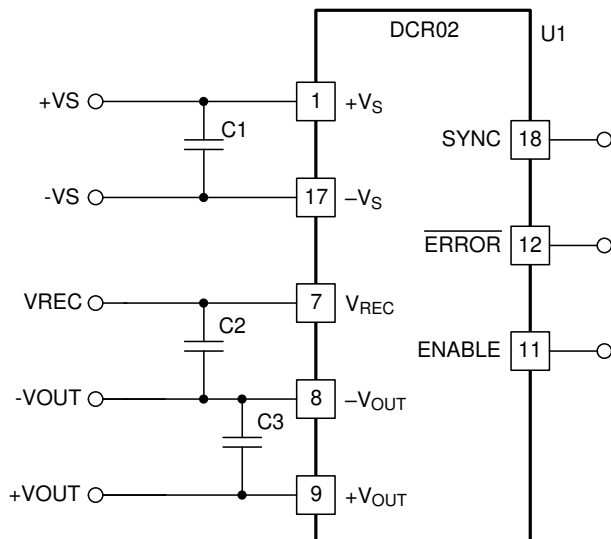 DCR02 U1
+VS 1 +VS
C1
SYNC 18
-VS 17 −VS
ERROR 12
VREC 7 VREC
C2
ENABLE 11
-VOUT 8 −VOUT
C3
+VOUT 9 +VOUT